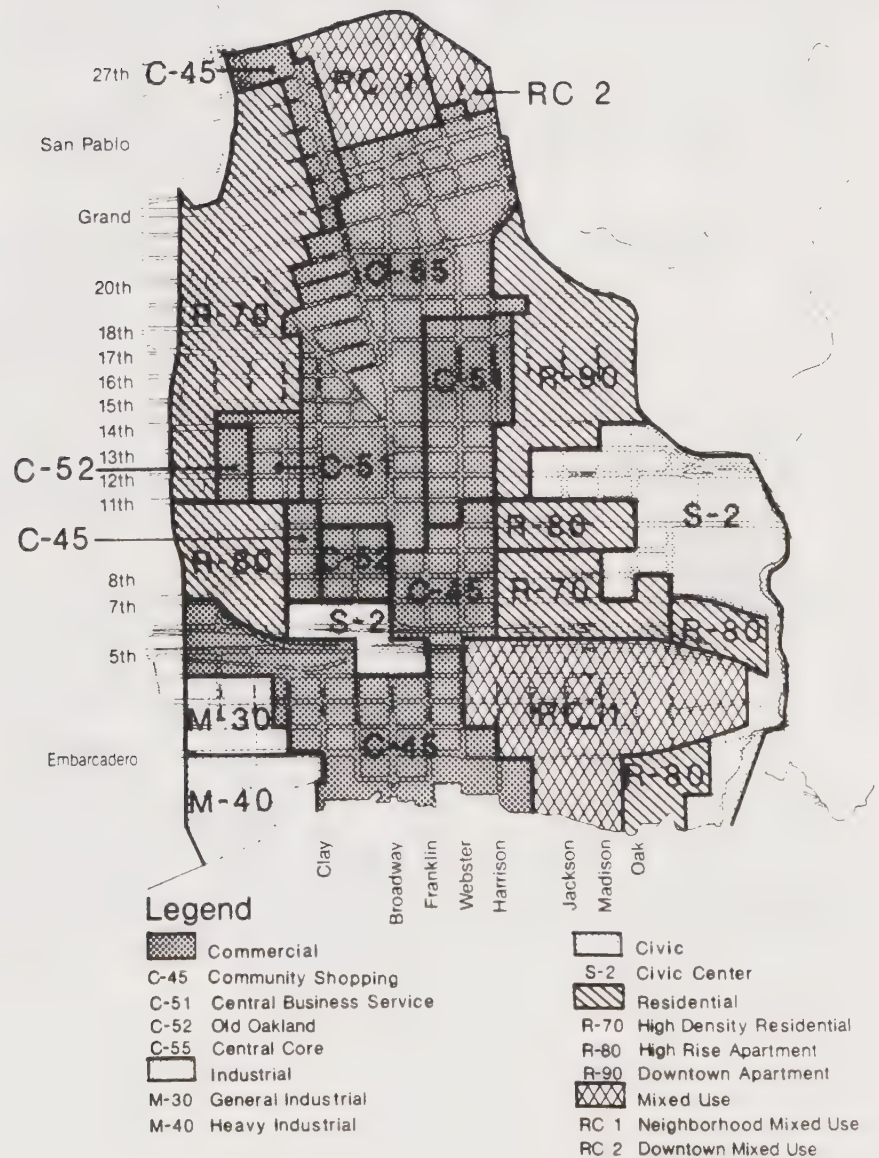 27th
C-45
RC 1
RC 2
San Pablo
Grand
C-55
20th
R-70
18th
17th
C-51
R-90
16th
15th
14th
13th
C-52
C-51
12th
11th
S-2
C-45
R-80
R-80
C-52
8th
C-45
R-70
7th
S-2
R-80
5th
M-30
RC 1
C-45
Embarcadero
R-80
M-40
Clay
Broadway
Franklin
Webster
Harrison
Jackson
Madison
Oak
Legend
Commercial
C-45 Community Shopping
C-51 Central Business Service
C-52 Old Oakland
C-55 Central Core
Industrial
M-30 General Industrial
M-40 Heavy Industrial
Civic
S-2 Civic Center
Residential
R-70 High Density Residential
R-80 High Rise Apartment
R-90 Downtown Apartment
Mixed Use
RC 1 Neighborhood Mixed Use
RC 2 Downtown Mixed Use